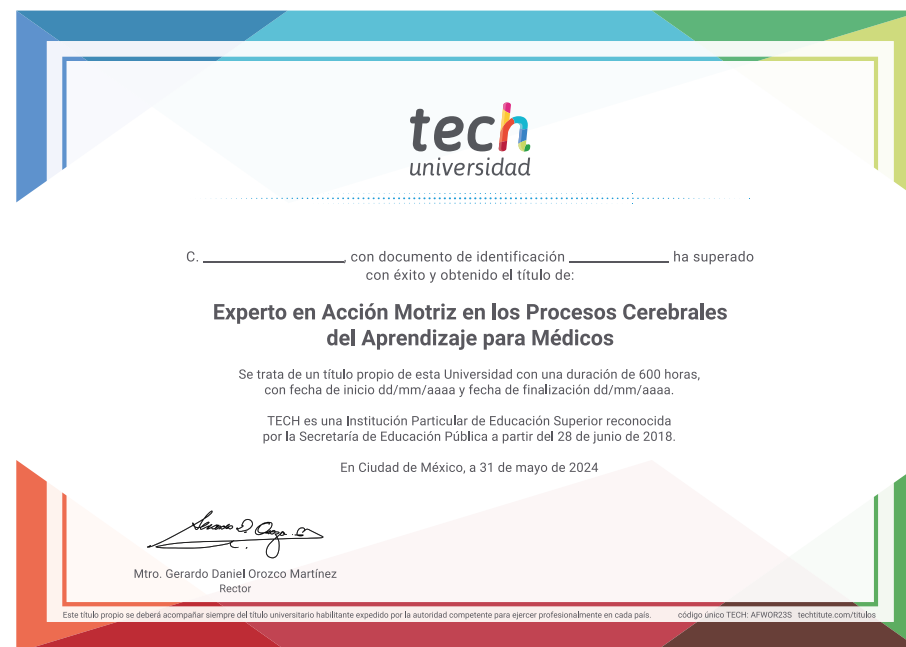 tech
universidad
C. ____________________, con documento de identificación ______________ ha superado
con éxito y obtenido el título de:
Experto en Acción Motriz en los Procesos Cerebrales
del Aprendizaje para Médicos
Se trata de un título propio de esta Universidad con una duración de 600 horas,
con fecha de inicio dd/mm/aaaa y fecha de finalización dd/mm/aaaa.
TECH es una Institución Particular de Educación Superior reconocida
por la Secretaría de Educación Pública a partir del 28 de junio de 2018.
En Ciudad de México, a 31 de mayo de 2024
Mtro. Gerardo Daniel Orozco Martínez
Rector
Este título propio se deberá acompañar siempre del título universitario habilitante expedido por la autoridad competente para ejercer profesionalmente en cada país. código único TECH: AFWOR23S techtitute.com/titulos